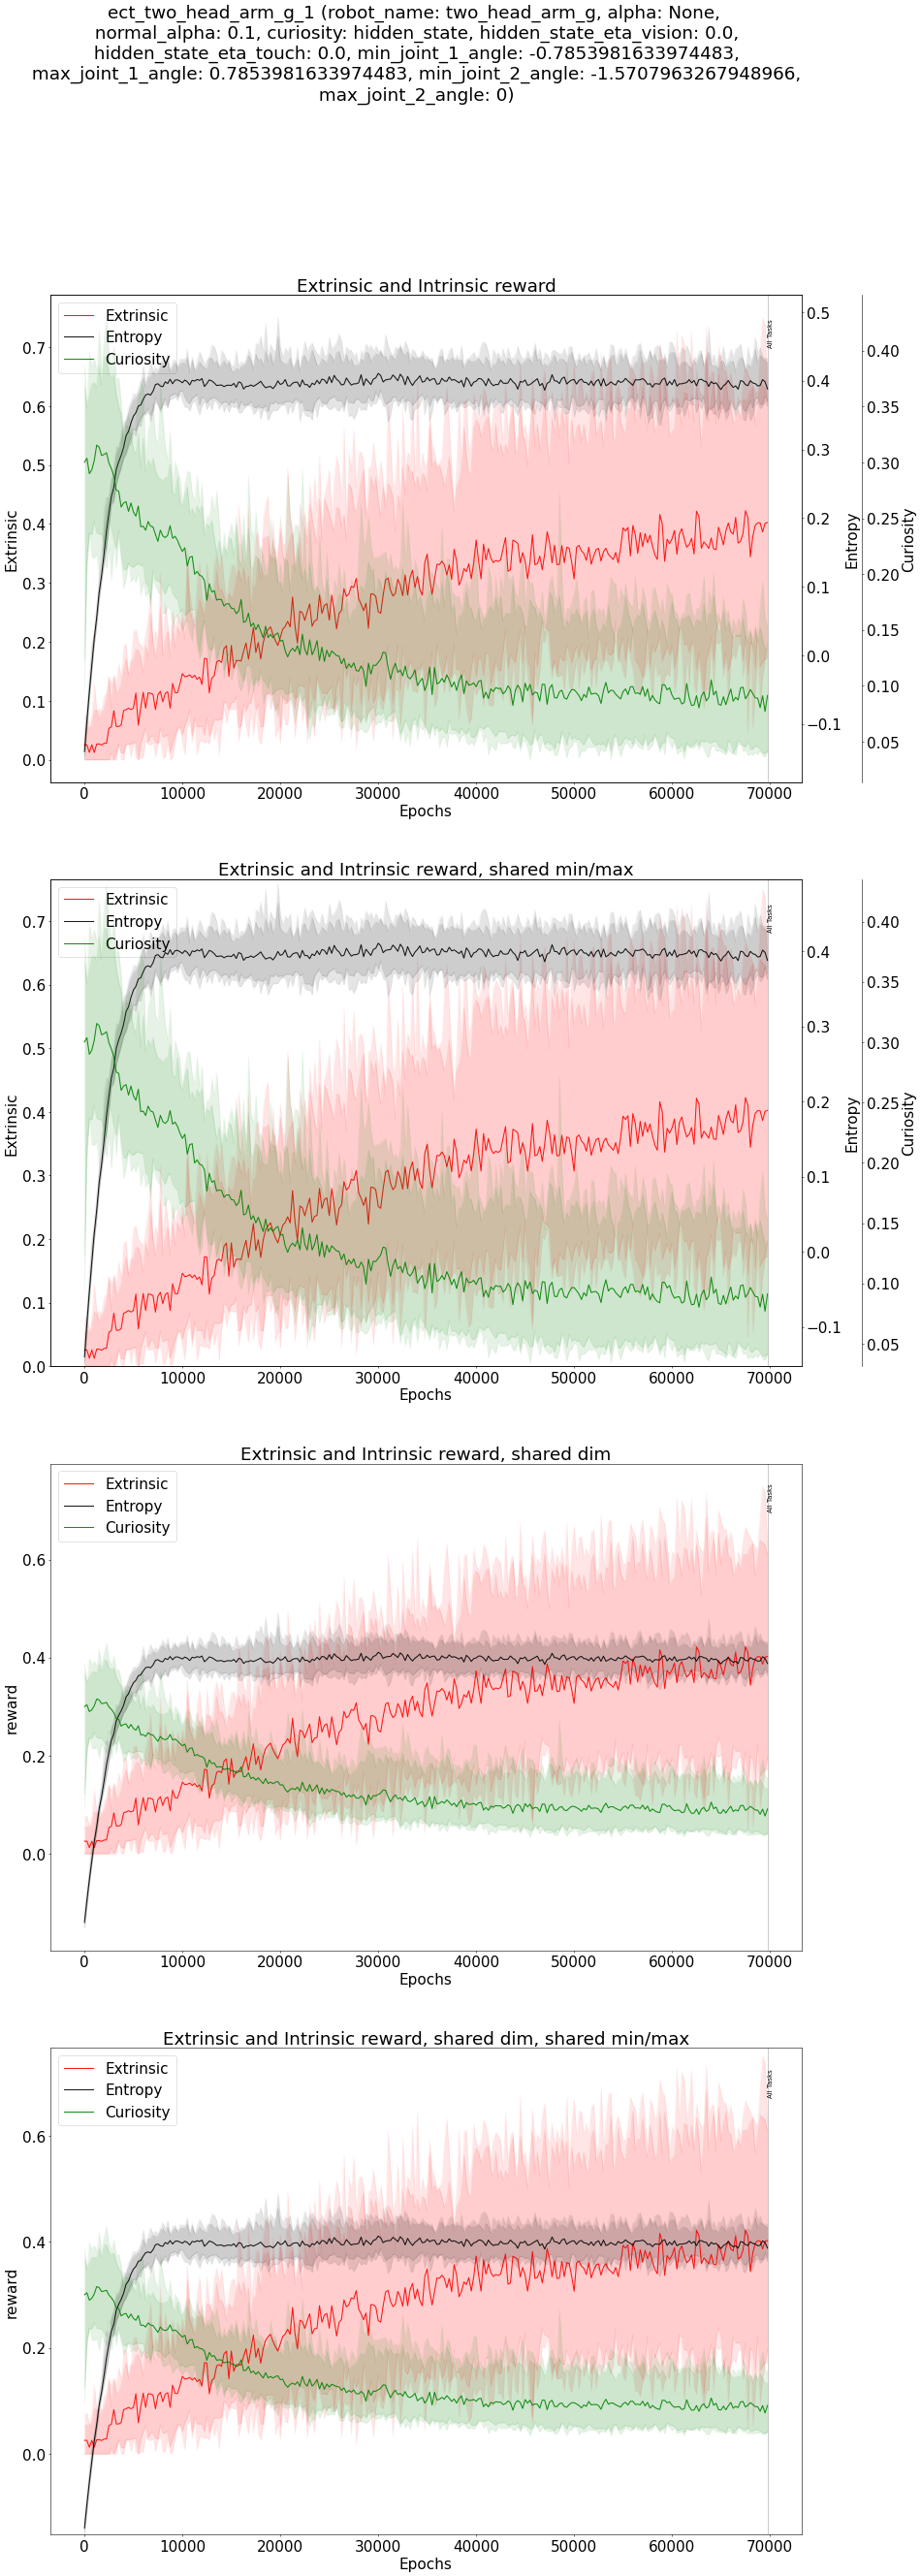 ect_two_head_arm_g_1 (robot_name: two_head_arm_g, alpha: None,
normal_alpha: 0.1, curiosity: hidden_state, hidden_state_eta_vision: 0.0,
hidden_state_eta_touch: 0.0, min_joint_1_angle: -0.7853981633974483,
max_joint_1_angle: 0.7853981633974483, min_joint_2_angle: -1.5707963267948966,
max_joint_2_angle: 0)
Extrinsic and Intrinsic reward
Extrinsic
Entropy
Curiosity
All Tasks
0.7
0.6
0.5
0.4
0.3
0.2
0.1
0.0
Extrinsic
0.5
0.4
0.3
0.2
0.1
0.0
−0.1
Entropy
0.40
0.35
0.30
0.25
0.20
0.15
0.10
0.05
Curiosity
0 10000 20000 30000 40000 50000 60000 70000
Epochs
Extrinsic and Intrinsic reward, shared min/max
Extrinsic
Entropy
Curiosity
All Tasks
0.7
0.6
0.5
0.4
0.3
0.2
0.1
0.0
Extrinsic
0.4
0.3
0.2
0.1
0.0
−0.1
Entropy
0.40
0.35
0.30
0.25
0.20
0.15
0.10
0.05
Curiosity
0 10000 20000 30000 40000 50000 60000 70000
Epochs
Extrinsic and Intrinsic reward, shared dim
Extrinsic
Entropy
Curiosity
All Tasks
0.6
0.4
0.2
0.0
reward
0 10000 20000 30000 40000 50000 60000 70000
Epochs
Extrinsic and Intrinsic reward, shared dim, shared min/max
Extrinsic
Entropy
Curiosity
All Tasks
0.6
0.4
0.2
0.0
reward
0 10000 20000 30000 40000 50000 60000 70000
Epochs